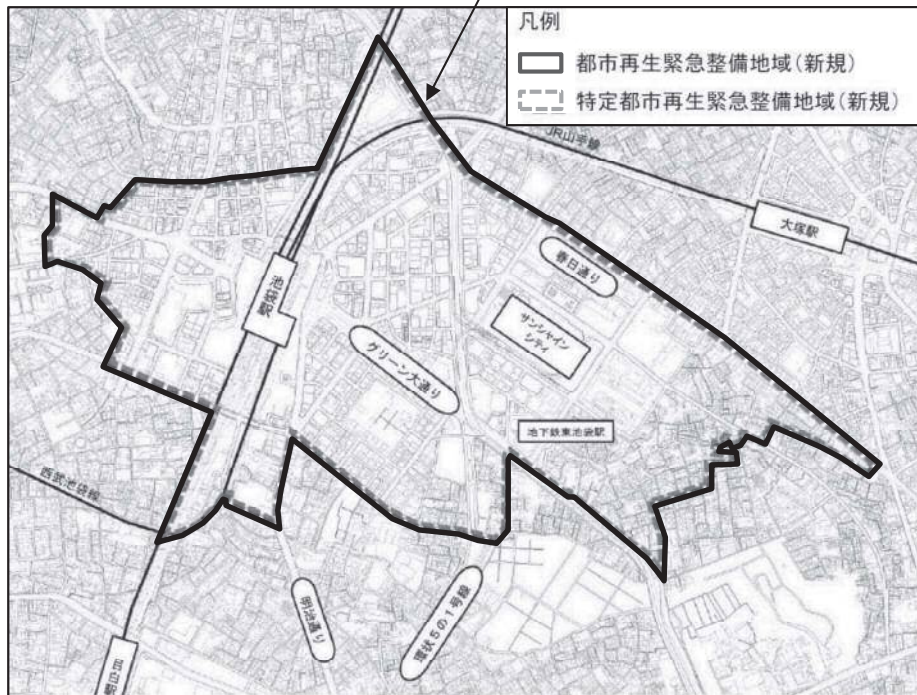 凡例
都市再生緊急整備地域(新規)
特定都市再生緊急整備地域(新規)
JR山手線
大塚駅
春日通り
池袋駅
サンシャイン
シティ
グリーン大通り
地下鉄東池袋駅
西武池袋線
明治通り
環状5の1号線
目白駅